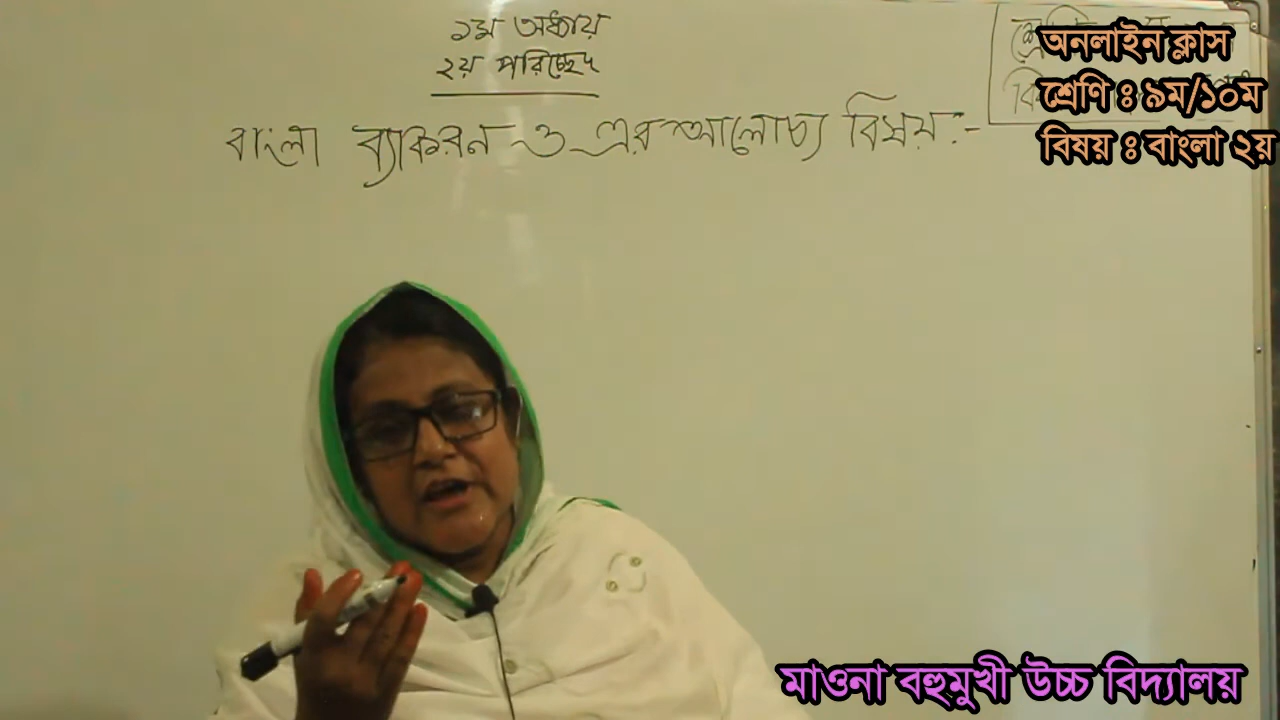 ১ম অধ্যায়
২য় পরিচ্ছেদ
বাংলা ব্যাকরন ও এর আলোচ্য বিষয়:-
অনলাইন ক্লাস
শ্রেণি ঃ ৯ম/১০ম
বিষয় ঃ বাংলা ২য়
মাওনা বহুমুখী উচ্চ বিদ্যালয়